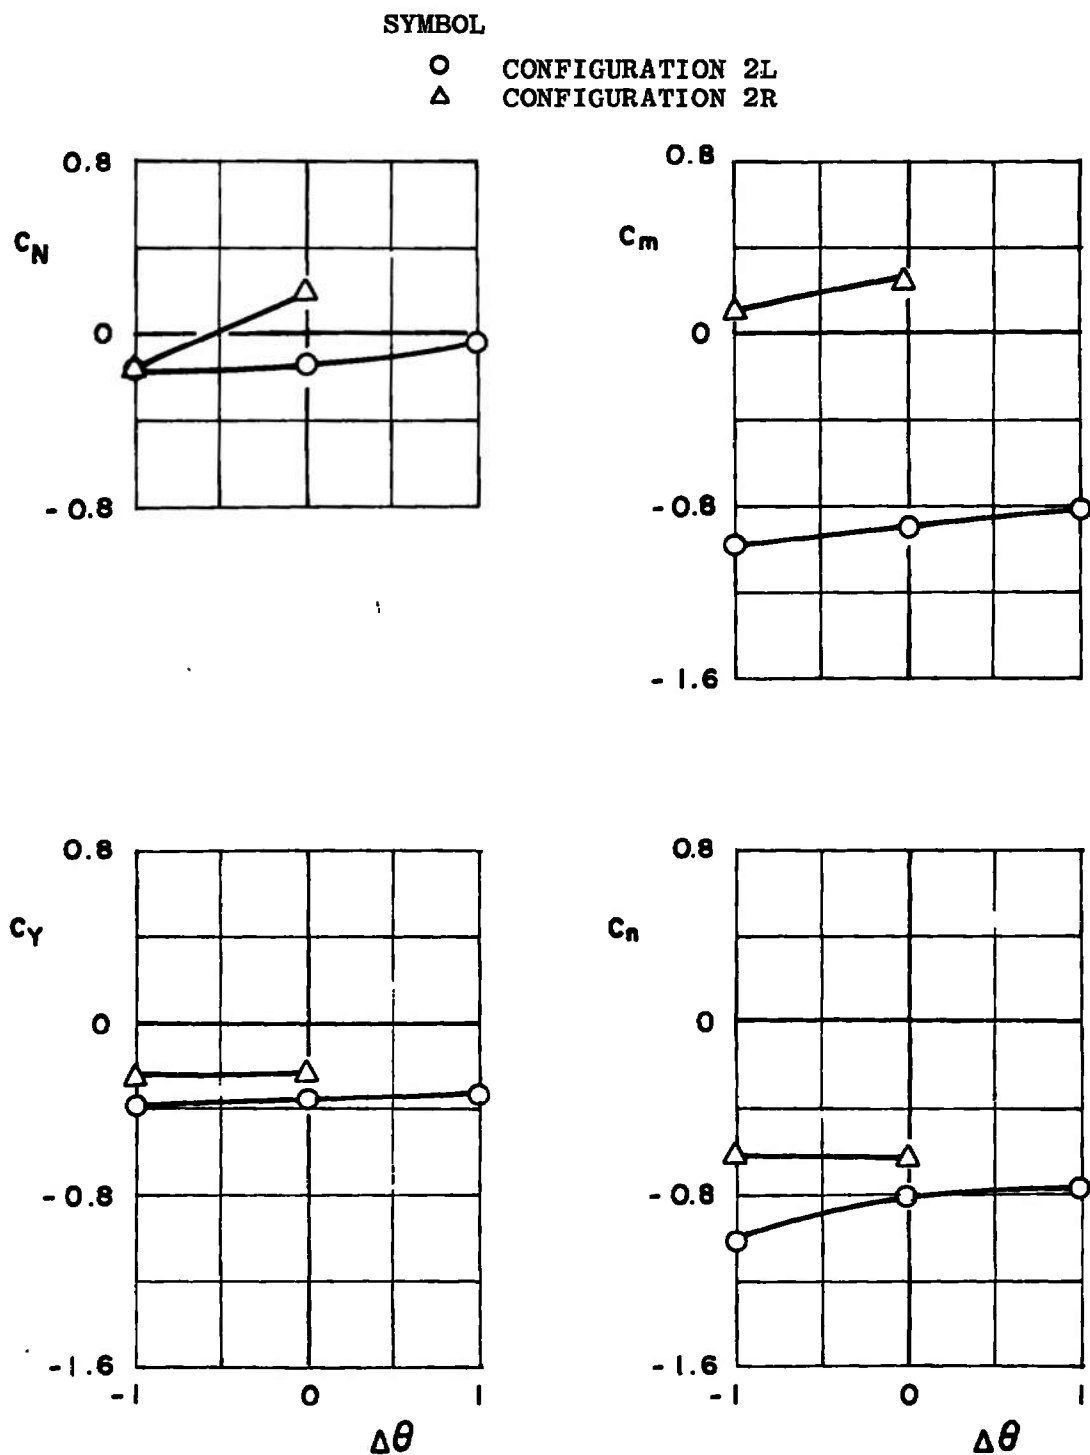 SYMBOL
CONFIGURATION 2L
CONFIGURATION 2R
0.8
C_N
0
-0.8
0.8
C_m
0
-0.8
-1.6
0.8
C_Y
0
-0.8
-1.6
-1 0 1
Δθ
0.8
C_n
0
-0.8
-1.6
-1 0 1
Δθ